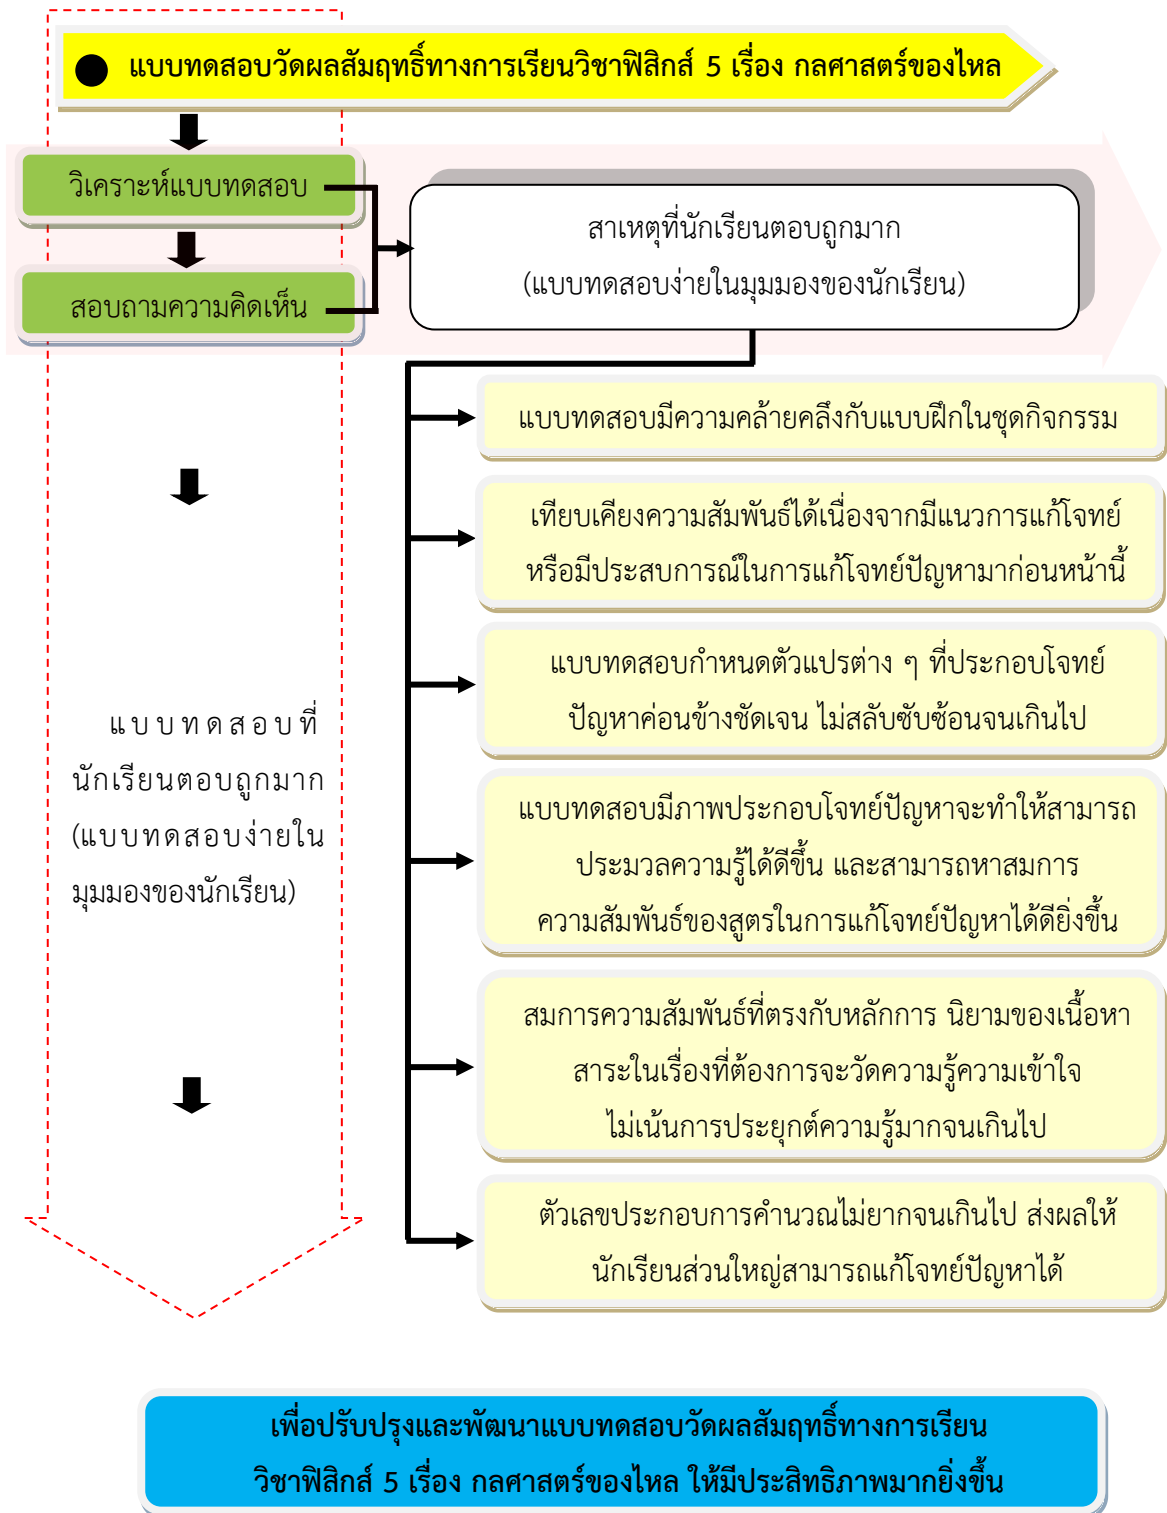 แบบทดสอบวัดผลสัมฤทธิ์ทางการเรียนวิชาฟิสิกส์ 5 เรื่อง กลศาสตร์ของไหล
วิเคราะห์แบบทดสอบ
สอบถามความคิดเห็น
สาเหตุที่นักเรียนตอบถูกมาก
(แบบทดสอบง่ายในมุมมองของนักเรียน)
แบบทดสอบที่
นักเรียนตอบถูกมาก
(แบบทดสอบง่ายใน
มุมมองของนักเรียน)
แบบทดสอบมีความคล้ายคลึงกับแบบฝึกในชุดกิจกรรม
เทียบเคียงความสัมพันธ์ได้เนื่องจากมีแนวการแก้โจทย์
หรือมีประสบการณ์ในการแก้โจทย์ปัญหามาก่อนหน้านี้
แบบทดสอบกำหนดตัวแปรต่าง ๆ ที่ประกอบโจทย์
ปัญหาค่อนข้างชัดเจน ไม่สลับซับซ้อนจนเกินไป
แบบทดสอบมีภาพประกอบโจทย์ปัญหาจะทำให้สามารถ
ประมวลความรู้ได้ดีขึ้น และสามารถหาสมการ
ความสัมพันธ์ของสูตรในการแก้โจทย์ปัญหาได้ดียิ่งขึ้น
สมการความสัมพันธ์ที่ตรงกับหลักการ นิยามของเนื้อหา
สาระในเรื่องที่ต้องการจะวัดความรู้ความเข้าใจ
ไม่เน้นการประยุกต์ความรู้มากจนเกินไป
ตัวเลขประกอบการคำนวณไม่ยากจนเกินไป ส่งผลให้
นักเรียนส่วนใหญ่สามารถแก้โจทย์ปัญหาได้
เพื่อปรับปรุงและพัฒนาแบบทดสอบวัดผลสัมฤทธิ์ทางการเรียน
วิชาฟิสิกส์ 5 เรื่อง กลศาสตร์ของไหล ให้มีประสิทธิภาพมากยิ่งขึ้น